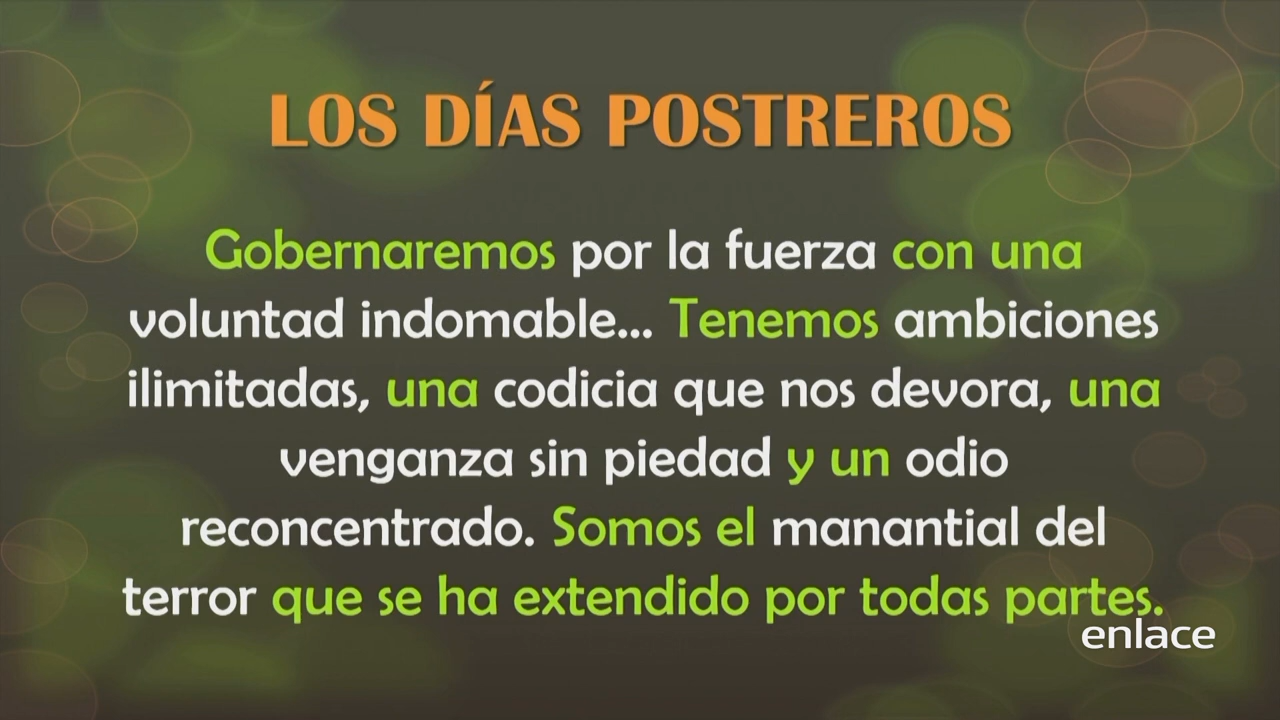 LOS DÍAS POSTREROS
Gobernaremos por la fuerza con una
voluntad indomable... Tenemos ambiciones
ilimitadas, una codicia que nos devora, una
venganza sin piedad y un odio
reconcentrado. Somos el manantial del
terror que se ha extendido por todas partes.
enlace